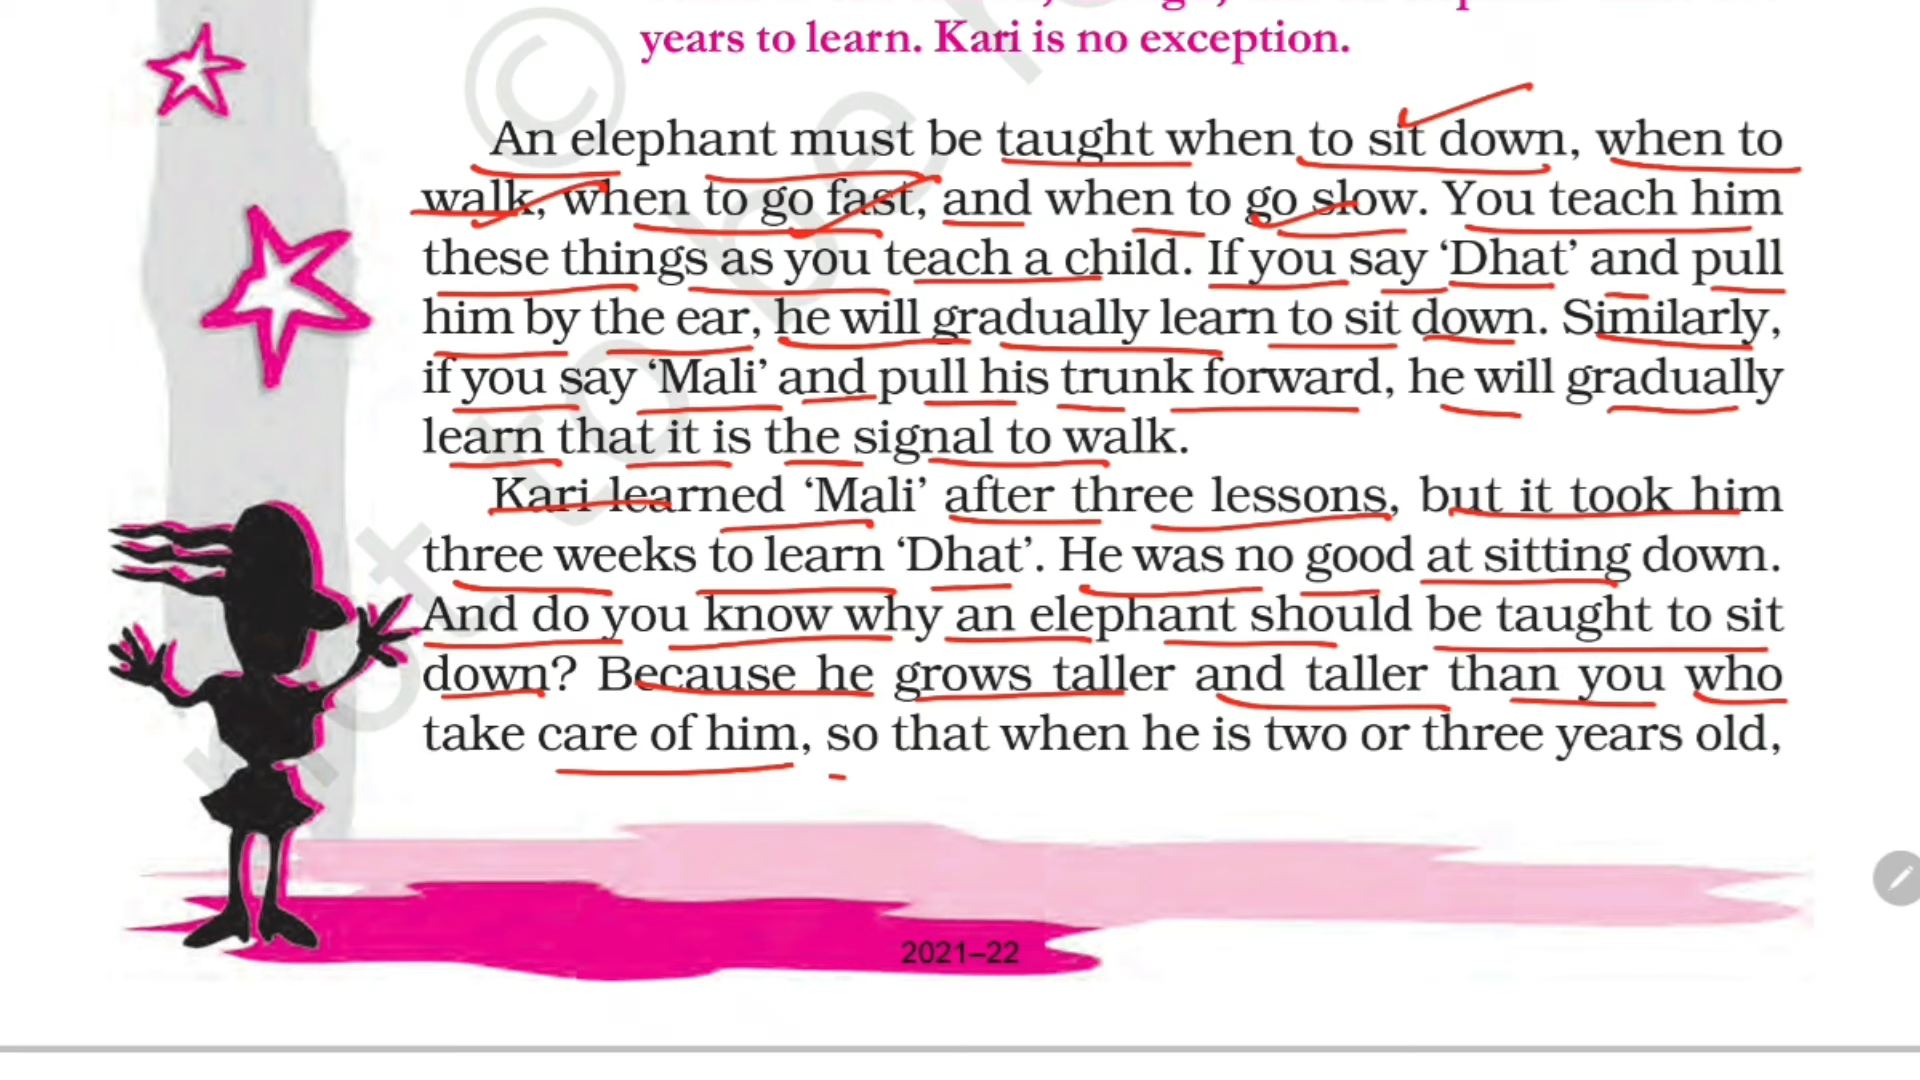 years to learn. Kari is no exception.
An elephant must be taught when to sit down, when to
walk, when to go fast, and when to go slow. You teach him
these things as you teach a child. If you say ‘Dhat’ and pull
him by the ear, he will gradually learn to sit down. Similarly,
if you say ‘Mali’ and pull his trunk forward, he will gradually
learn that it is the signal to walk.
Kari learned ‘Mali’ after three lessons, but it took him
three weeks to learn ‘Dhat’. He was no good at sitting down.
And do you know why an elephant should be taught to sit
down? Because he grows taller and taller than you who
take care of him, so that when he is two or three years old,
2021–22
© not to be r